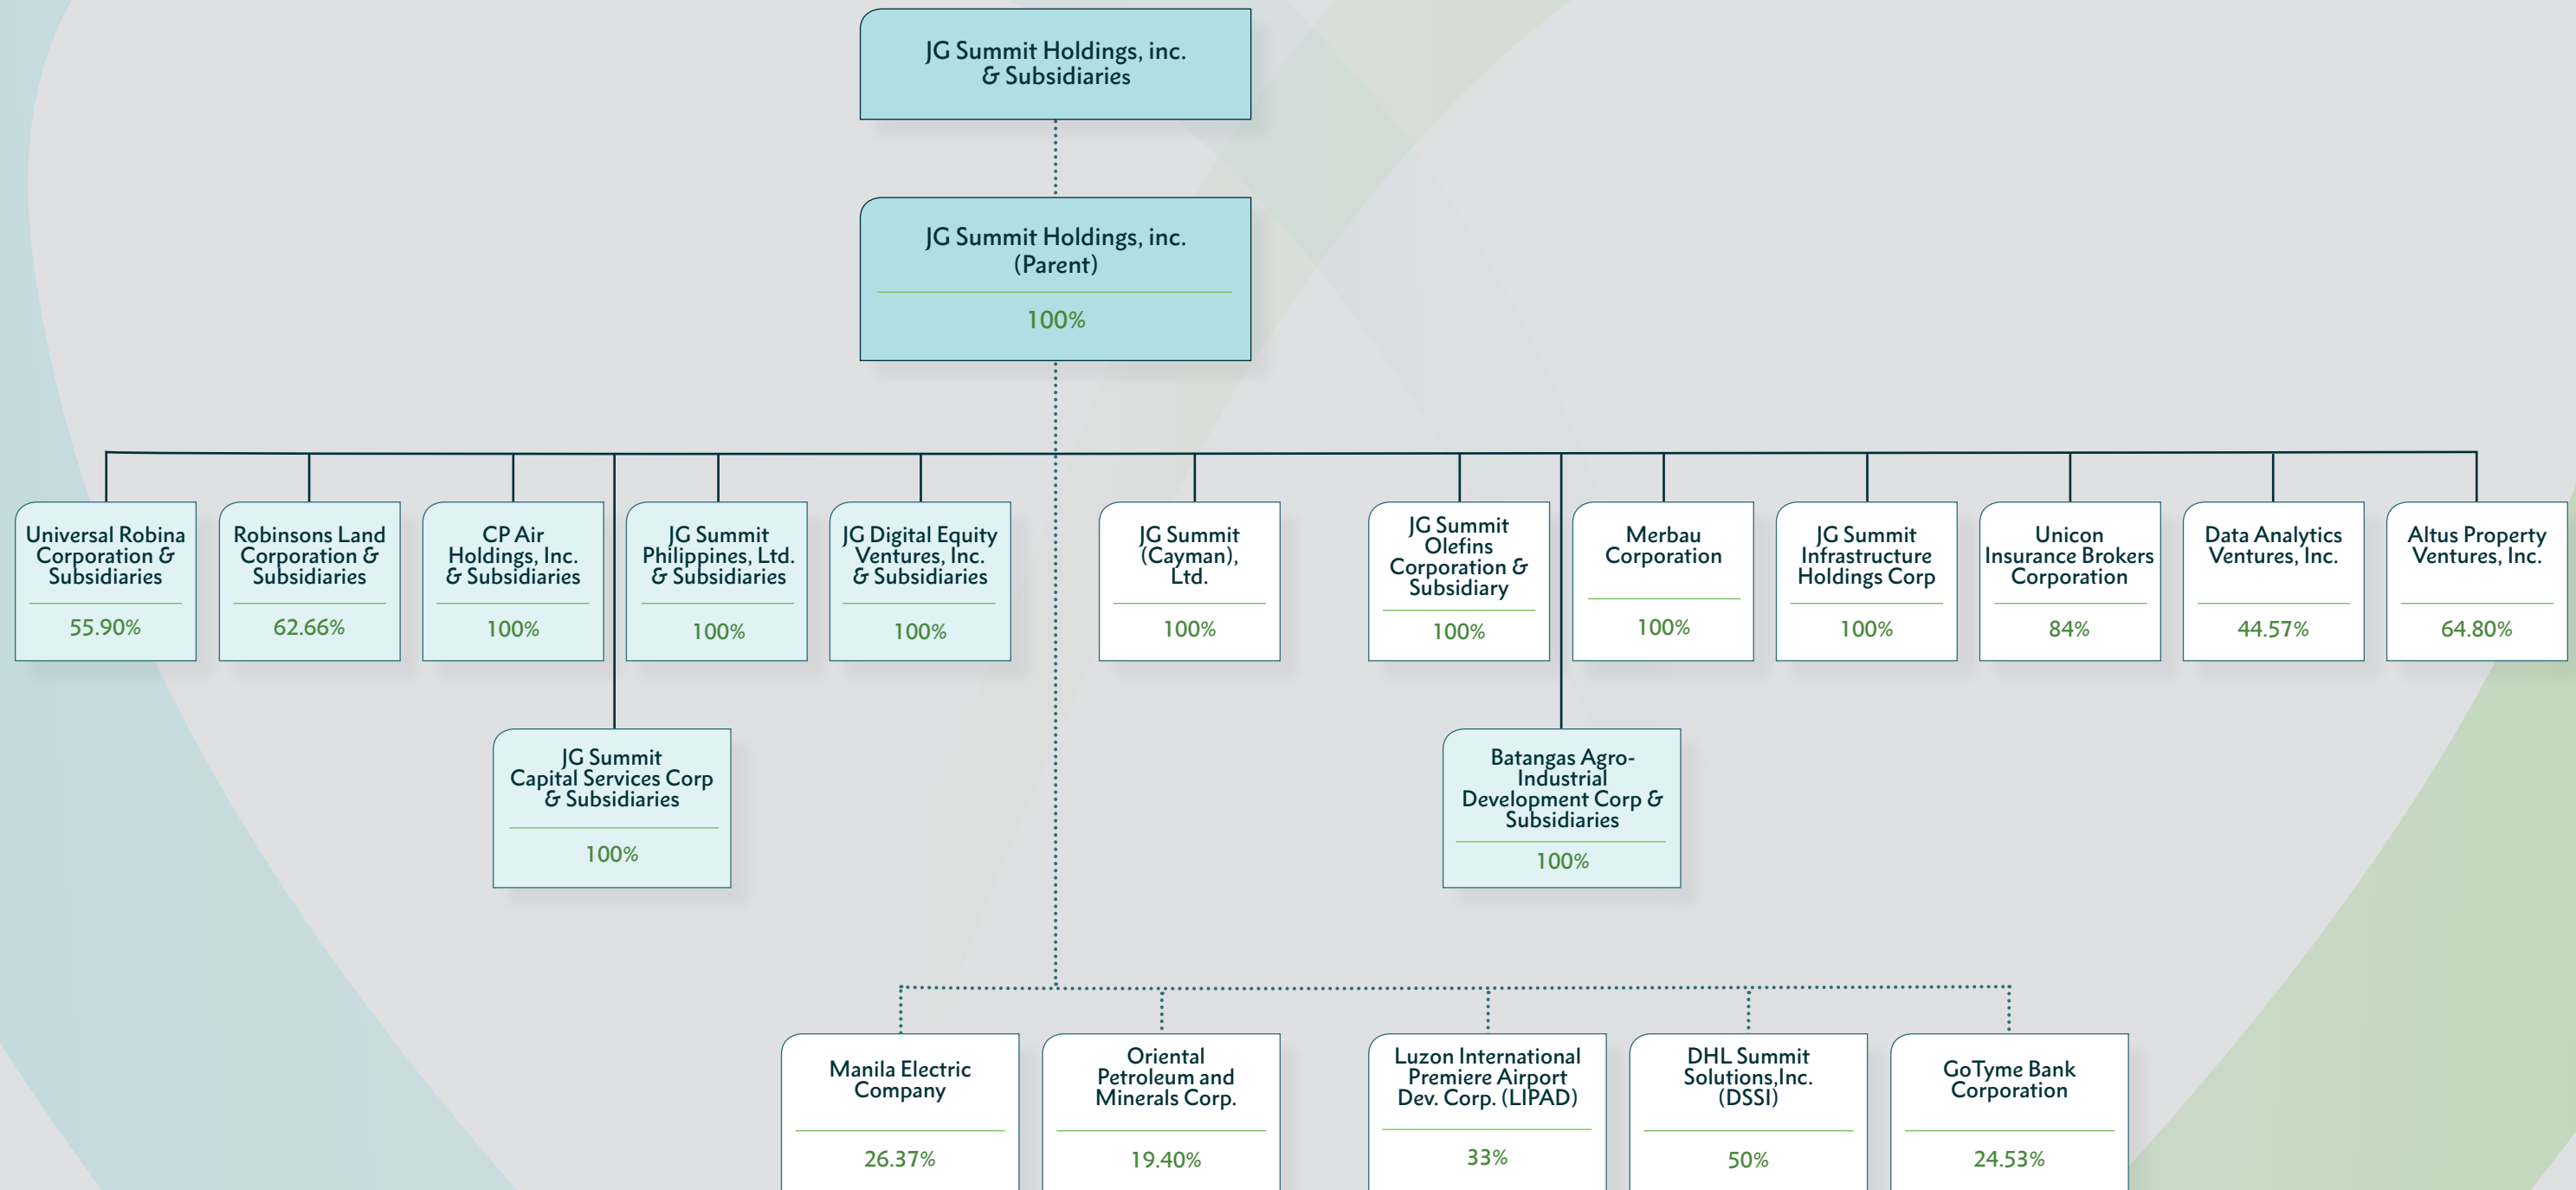 JG Summit Holdings, inc.
& Subsidiaries
JG Summit Holdings, inc.
(Parent)
100%
Universal Robina
Corporation &
Subsidiaries
55.90%
Robinsons Land
Corporation &
Subsidiaries
62.66%
CP Air
Holdings, Inc.
& Subsidiaries
100%
JG Summit
Philippines, Ltd.
& Subsidiaries
100%
JG Digital Equity
Ventures, Inc.
& Subsidiaries
100%
JG Summit
(Cayman),
Ltd.
100%
JG Summit
Olefins
Corporation &
Subsidiary
100%
Merbau
Corporation
100%
JG Summit
Infrastructure
Holdings Corp
100%
Unicon
Insurance Brokers
Corporation
84%
Data Analytics
Ventures, Inc.
44.57%
Altus Property
Ventures, Inc.
64.80%
JG Summit
Capital Services Corp
& Subsidiaries
100%
Batangas Agro-
Industrial
Development Corp &
Subsidiaries
100%
Manila Electric
Company
26.37%
Oriental
Petroleum and
Minerals Corp.
19.40%
Luzon International
Premiere Airport
Dev. Corp. (LIPAD)
33%
DHL Summit
Solutions,Inc.
(DSSI)
50%
GoTyme Bank
Corporation
24.53%